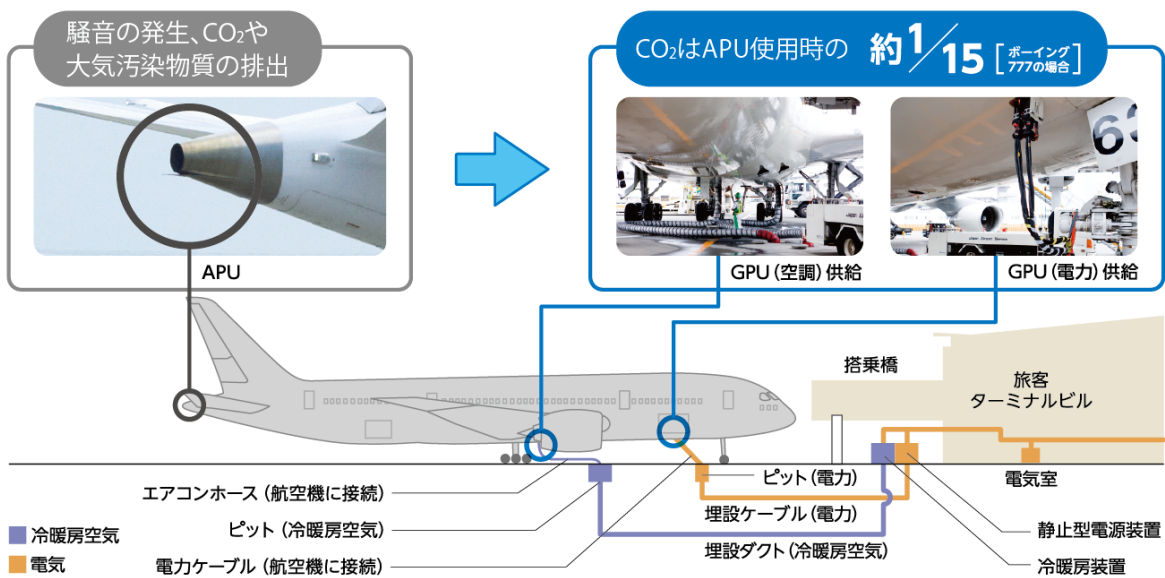 騒音の発生、CO₂や
大気汚染物質の排出
APU
CO₂はAPU使用時の 約1/15 [ボーイング
777の場合]
63
GPU(空調)供給
GPU(電力)供給
搭乗橋
旅客
ターミナルビル
エアコンホース(航空機に接続)
ピット(電力)
電気室
ピット(冷暖房空気)
埋設ケーブル(電力)
静止型電源装置
電力ケーブル(航空機に接続)
埋設ダクト(冷暖房空気)
冷暖房装置
冷暖房空気
電気